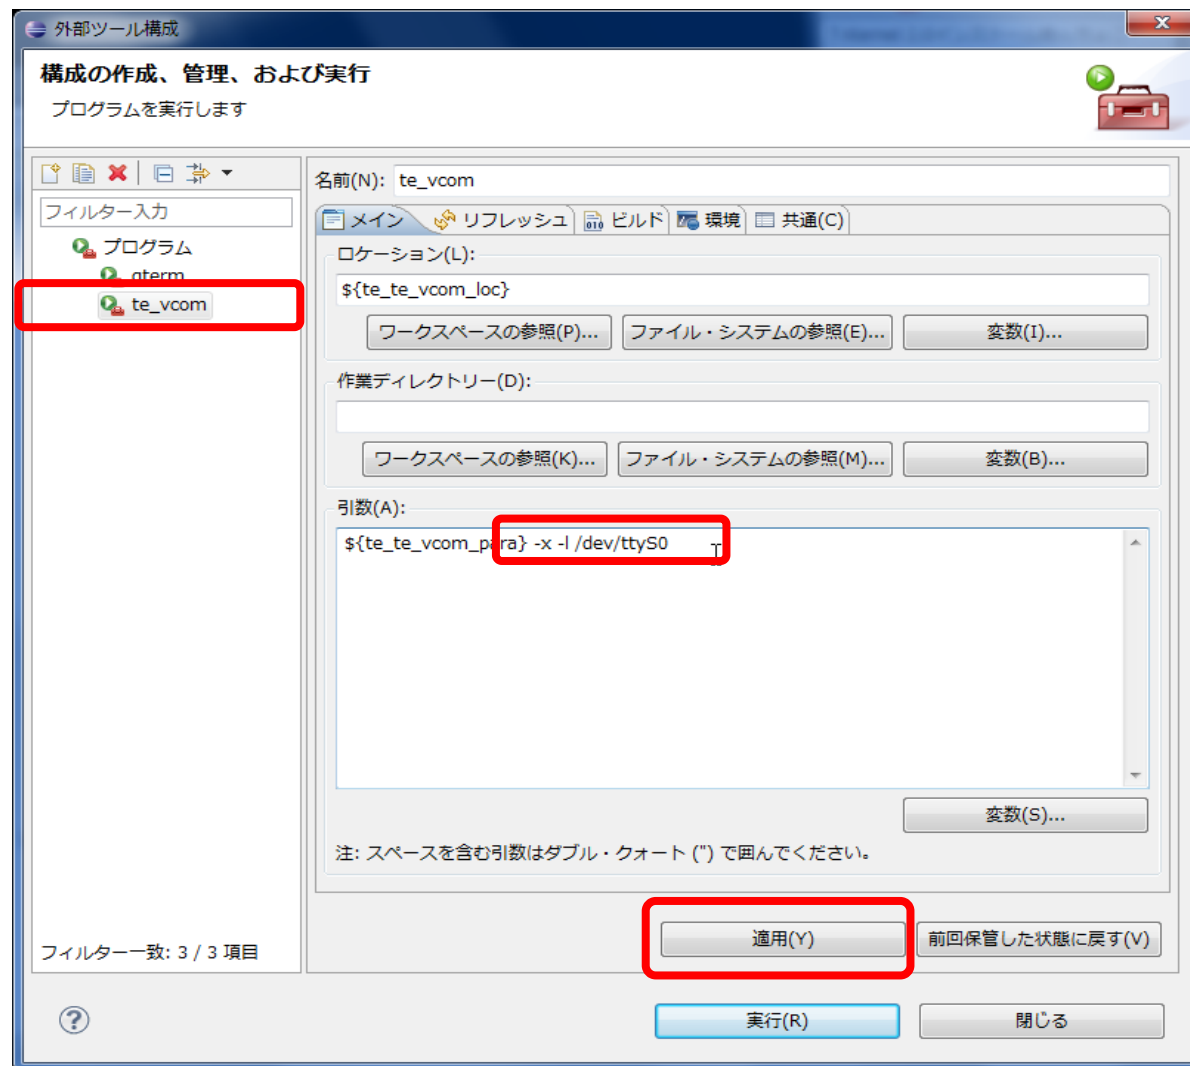 外部ツール構成
構成の作成、管理、および実行
プログラムを実行します
フィルター入力
プログラム
gterm
te_vcom
フィルター一致: 3 / 3 項目
名前(N): te_vcom
メイン リフレッシュ ビルド 環境 共通(C)
ロケーション(L):
${te_te_vcom_loc}
ワークスペースの参照(P)... ファイル・システムの参照(E)... 変数(I)...
作業ディレクトリー(D):
ワークスペースの参照(K)... ファイル・システムの参照(M)... 変数(B)...
引数(A):
${te_te_vcom_para} -x -l /dev/ttyS0
変数(S)...
注: スペースを含む引数はダブル・クォート (") で囲んでください。
適用(Y) 前回保管した状態に戻す(V)
実行(R) 閉じる